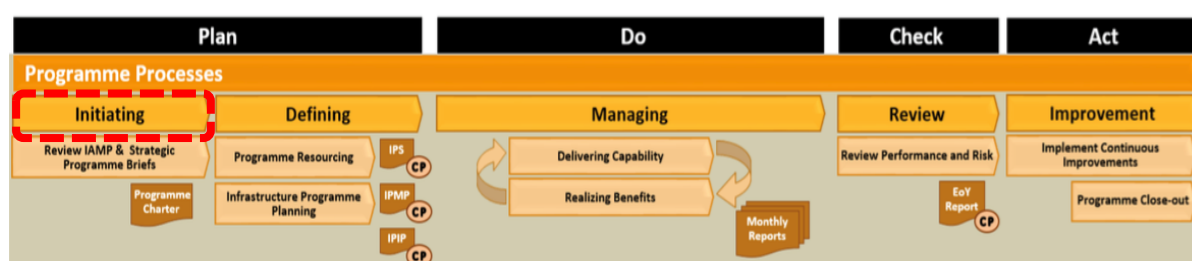 Plan
Do
Check
Act
Programme Processes
Initiating
Defining
Managing
Review
Improvement
Review IAMP & Strategic
Programme Briefs
Programme
Charter
Programme Resourcing
Infrastructure Programme
Planning
IPS
CP
IPMP
CP
IPIP
CP
Delivering Capability
Realizing Benefits
Monthly
Reports
Review Performance and Risk
EoY
Report
CP
Implement Continuous
Improvements
Programme Close-out